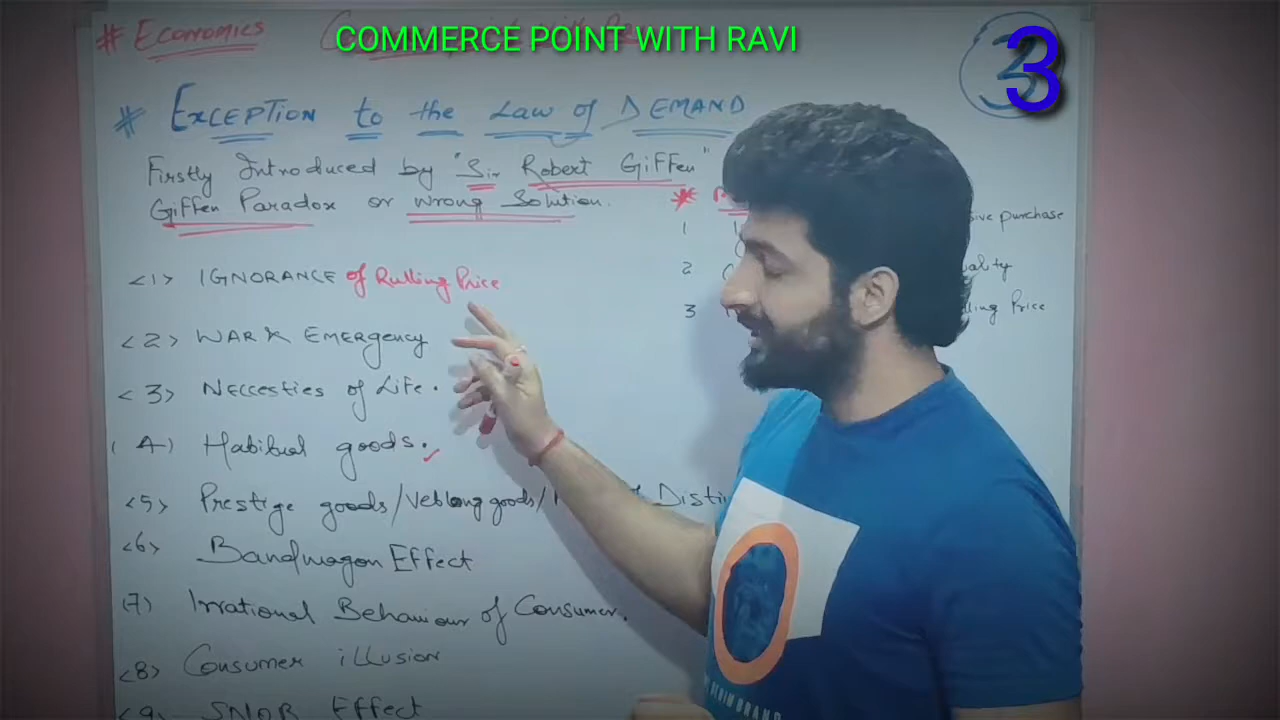 COMMERCE POINT WITH RAVI
3
# ECONOMICS
3
# EXCEPTION to the Law of DEMAND
Firstly Introduced by "Sir Robert Giffen"
Giffen Paradox or Wrong Solution.
<1> IGNORANCE of Rulling Price
<2> WAR Emergency
<3> Neccesties of Life.
(4) Habitual goods.
<5> Prestige goods/Veblong goods/
<6> Bandwagon Effect
(7) Irrational Behaviour of Consumer.
<8> Consumer illusion
<9 SNOB Effect
*
1 purchase
2
3 Price